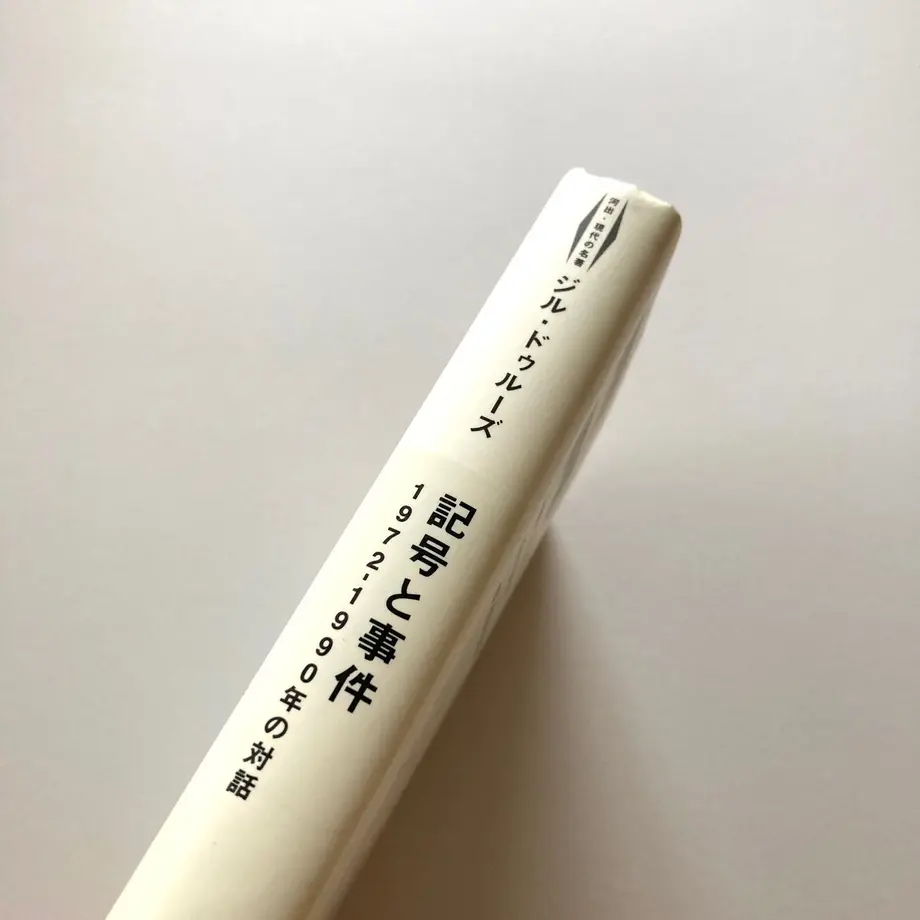 河出・現代の名著
ジル・ドゥルーズ
記号と事件
1972-1990年の対話